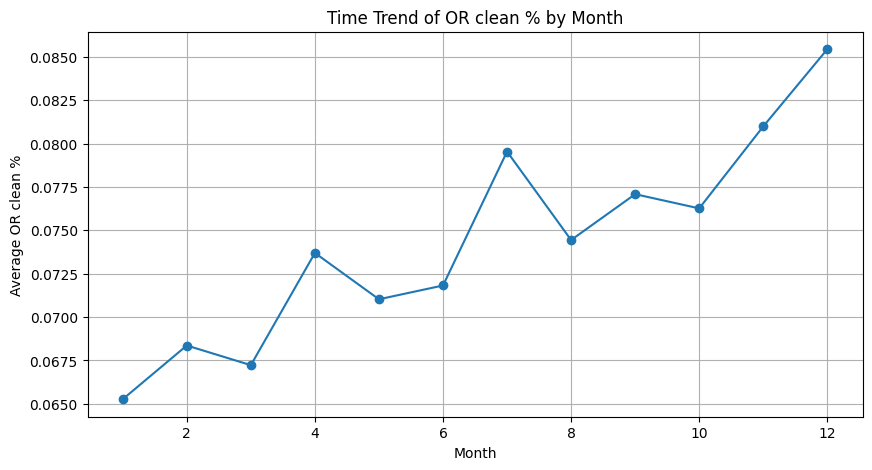 Time Trend of OR clean % by Month
Average OR clean %
0.0850
0.0825
0.0800
0.0775
0.0750
0.0725
0.0700
0.0675
0.0650
2 4 6 8 10 12
Month